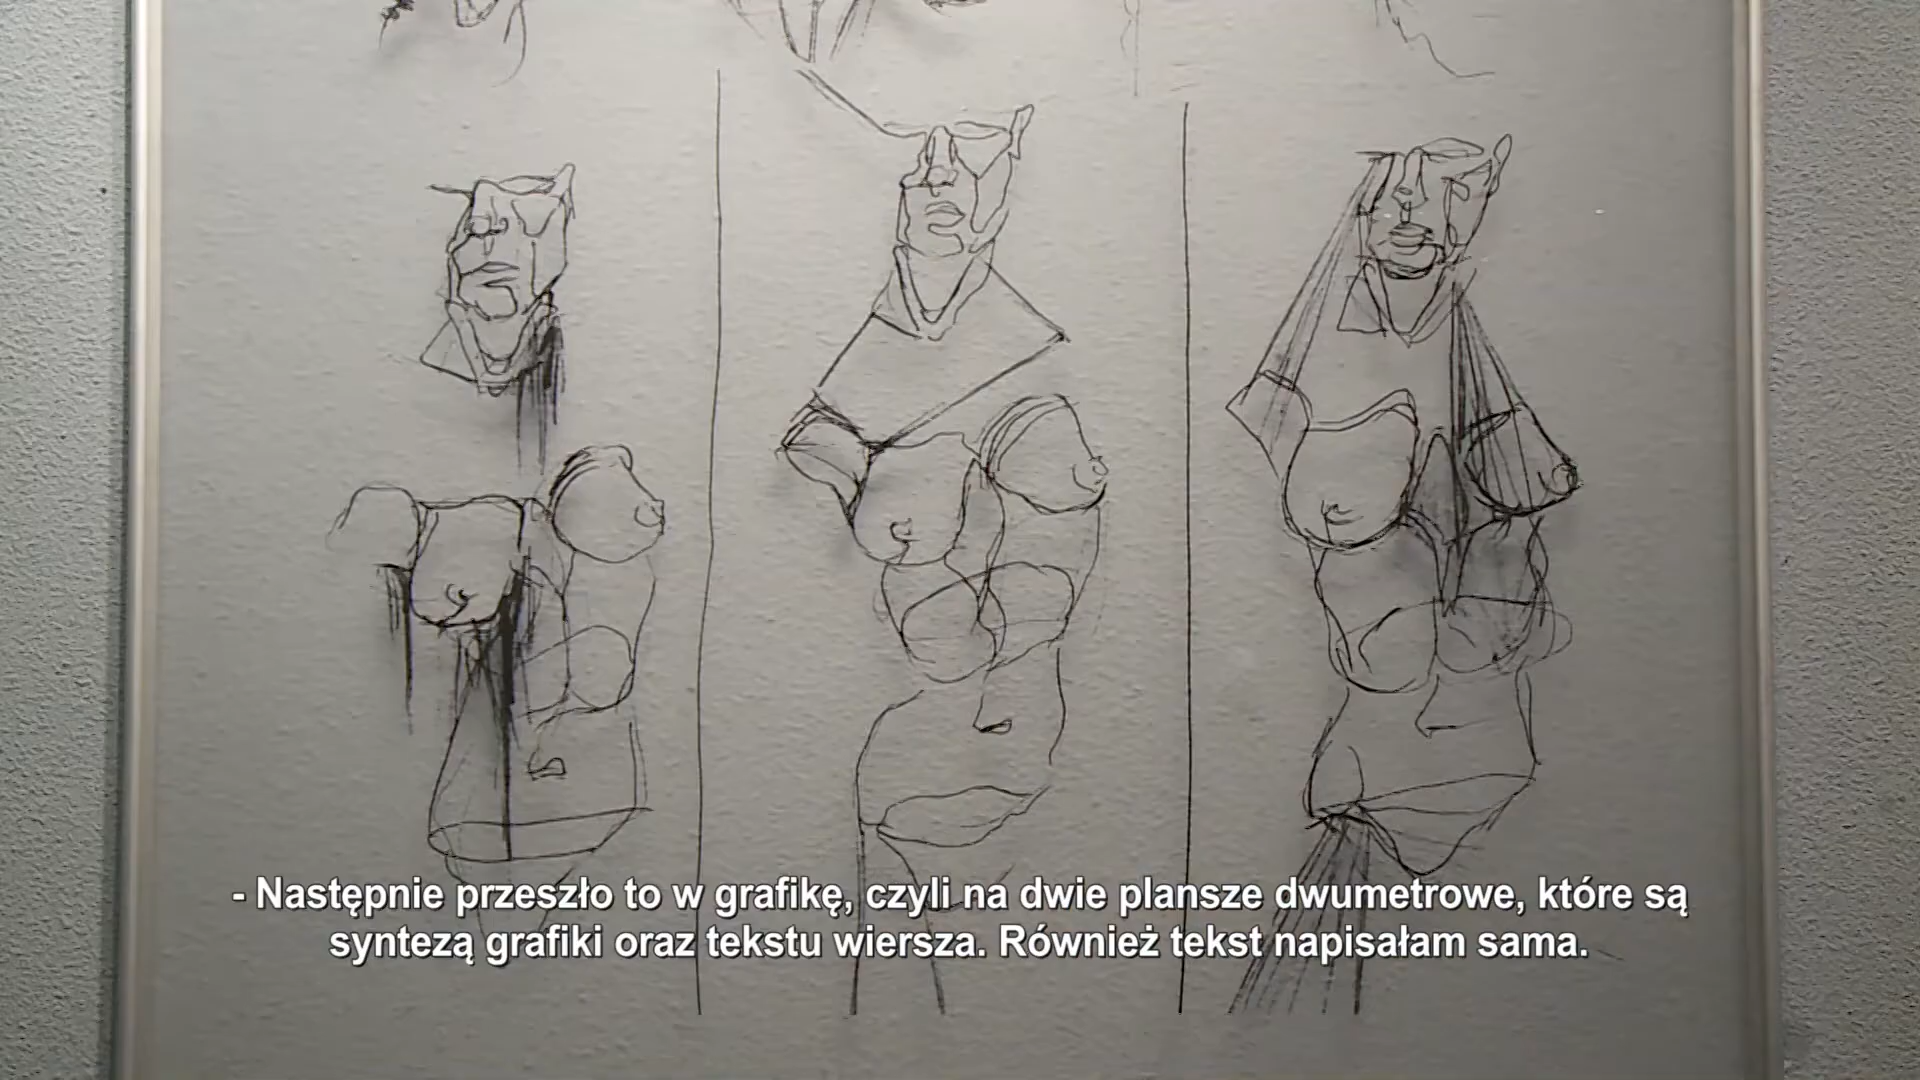 - Następnie przeszło to w grafikę, czyli na dwie plansze dwumetrowe, które są
syntezą grafiki oraz tekstu wiersza. Również tekst napisałam sama.